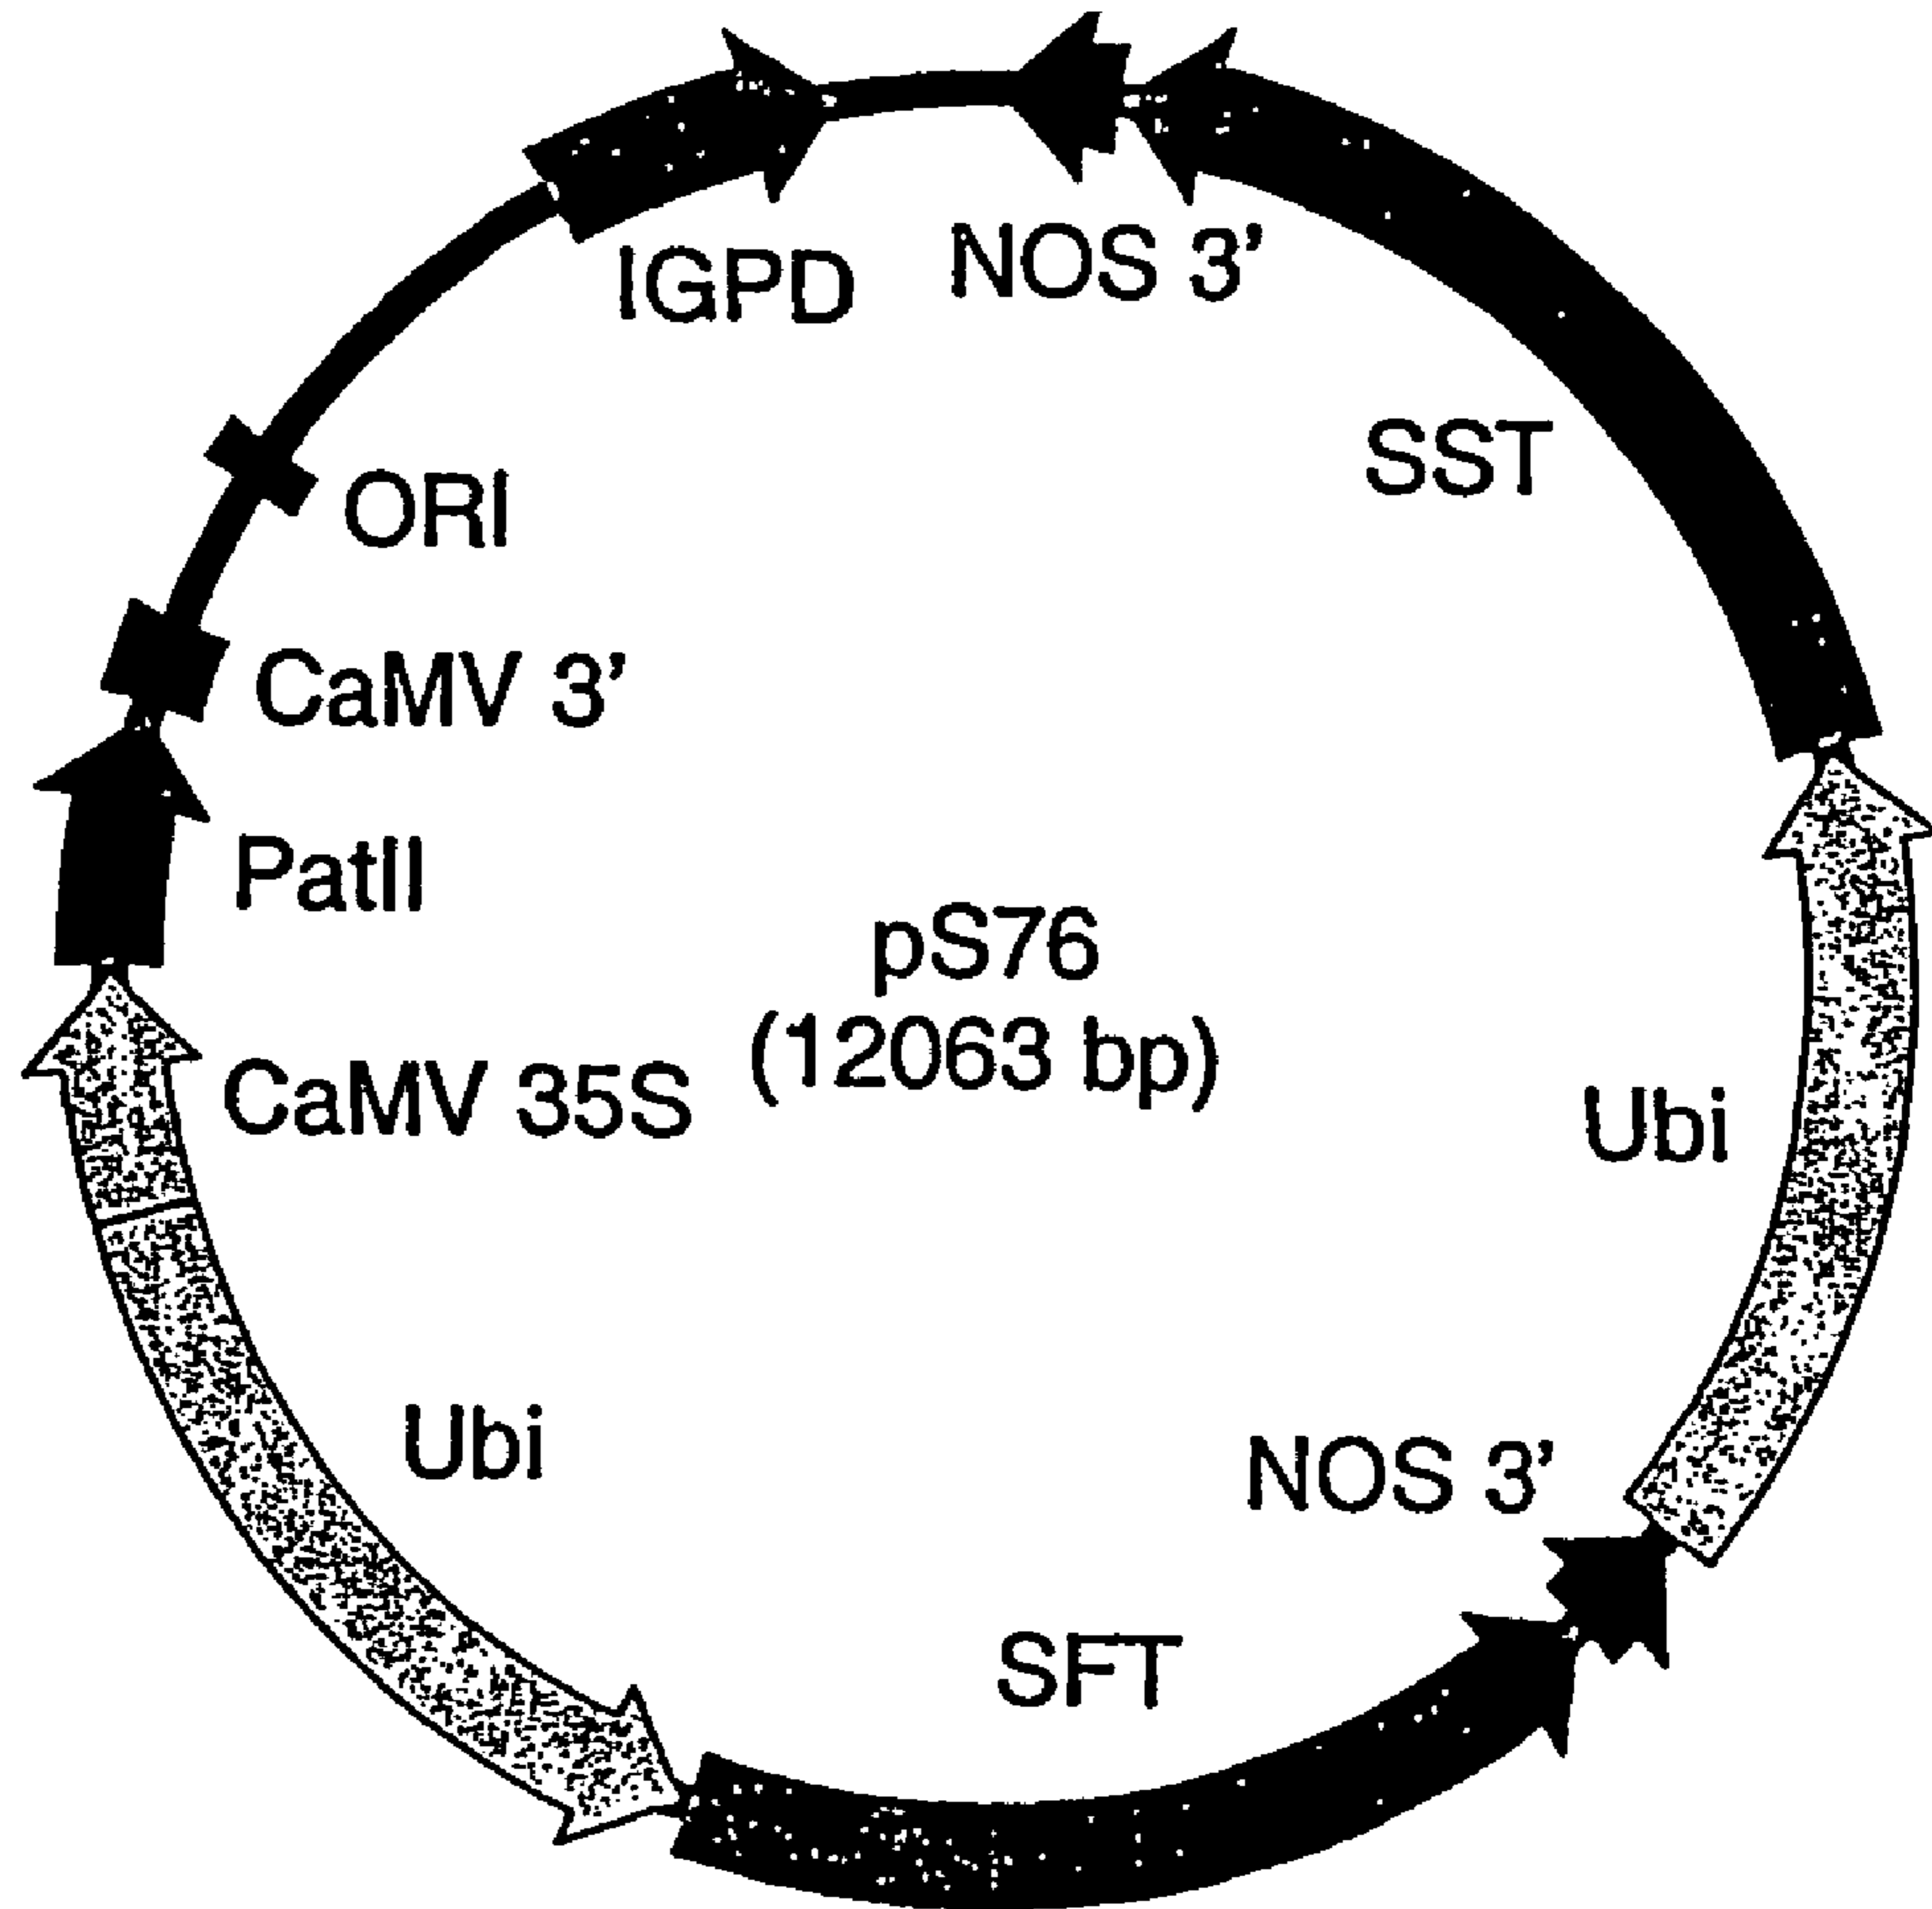 IGPD
NOS 3'
SST
ORI
CaMV 3'
PatII
pS76
(12063 bp)
CaMV 35S
Ubi
Ubi
NOS 3'
SFT